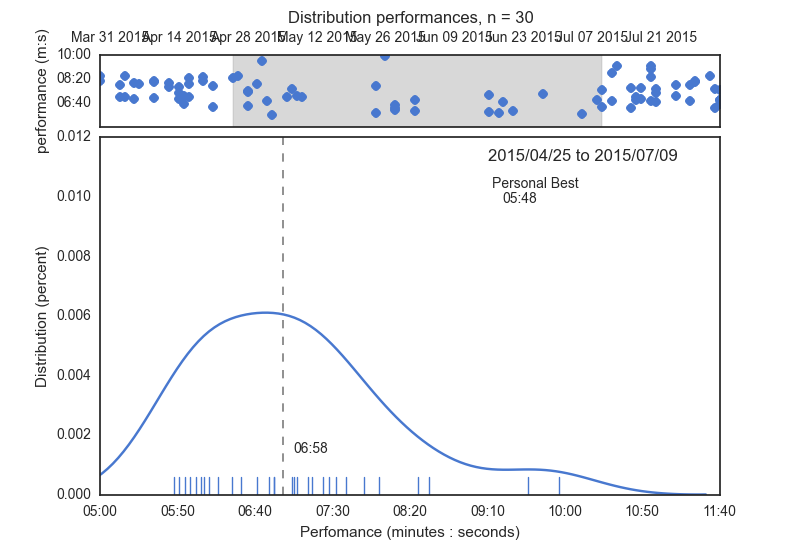 Distribution performances, n = 30
Mar 31 2015 Apr 14 2015 Apr 28 2015 May 12 2015 May 26 2015 Jun 09 2015 Jun 23 2015 Jul 07 2015 Jul 21 2015
performance (m:s)
10:00
08:20
06:40
0.012
0.010
0.008
0.006
0.004
0.002
0.000
Distribution (percent)
2015/04/25 to 2015/07/09
Personal Best
05:48
06:58
05:00 05:50 06:40 07:30 08:20 09:10 10:00 10:50 11:40
Perfomance (minutes : seconds)